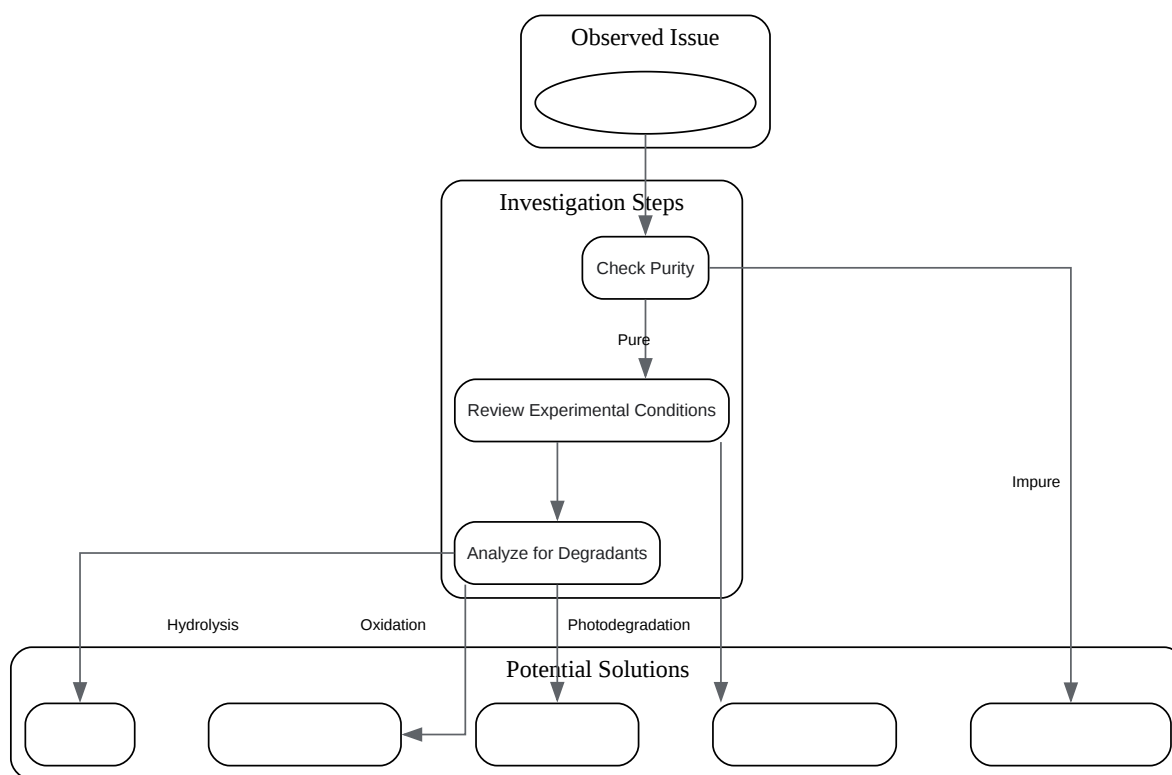 Observed Issue
Investigation Steps
Check Purity
Pure
Review Experimental Conditions
Impure
Analyze for Degradants
Hydrolysis
Oxidation
Photodegradation
Potential Solutions